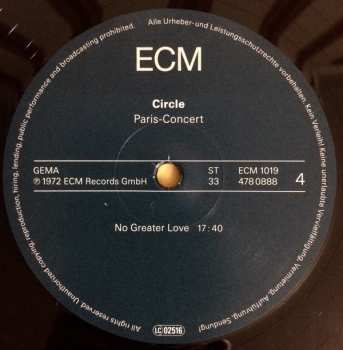 ECM
Circle
Paris-Concert
GEMA
℗ 1972 ECM Records GmbH
ST
33
ECM 1019
478 0888
4
No Greater Love 17:40
LC 02516
All rights reserved. Unauthorized copying, reproduction, hiring, lending, public performance and broadcasting prohibited.
Alle Urheber- und Leistungsschutzrechte vorbehalten. Kein Verleih! Keine unerlaubte Vervielfältigung, Vermietung, Aufführung, Sendung!